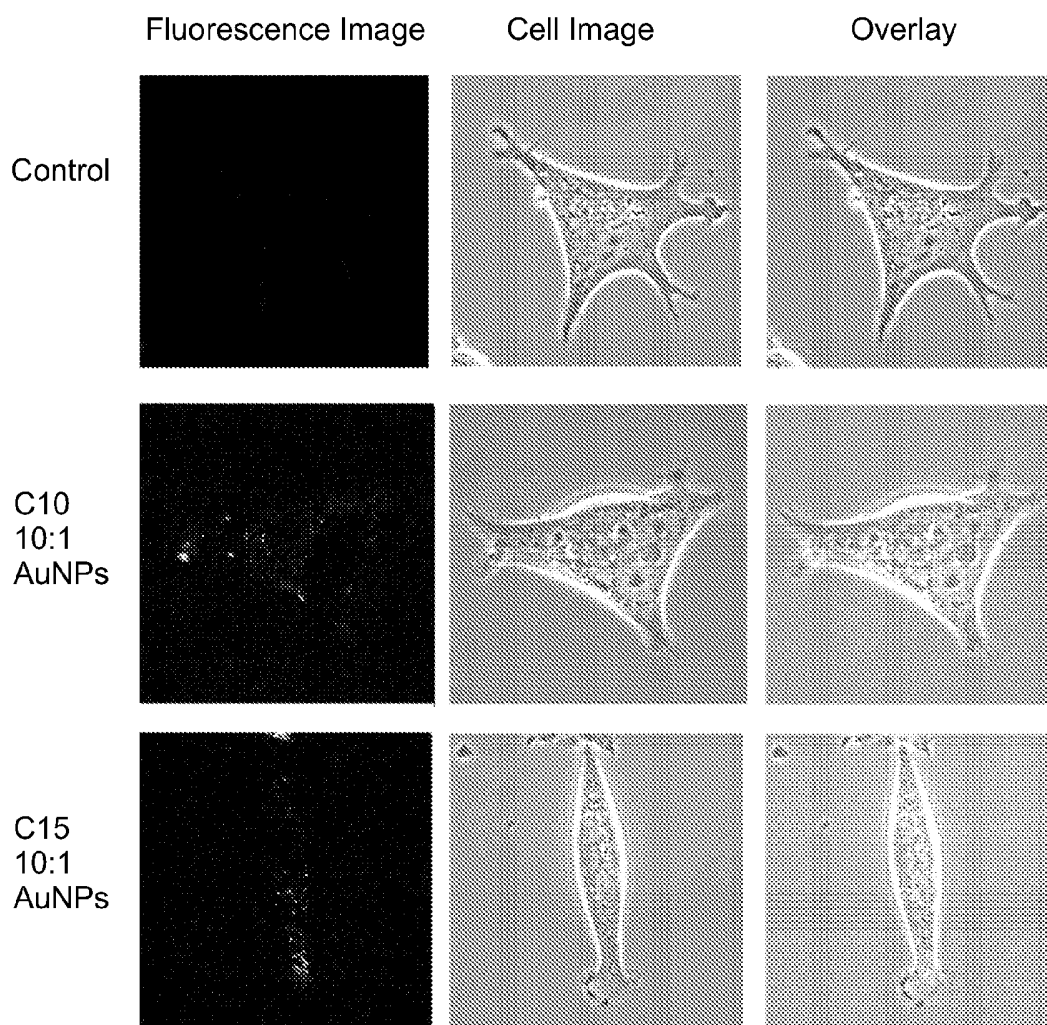 Fluorescence Image
Cell Image
Overlay
Control
C10
10:1
AuNPs
C15
10:1
AuNPs